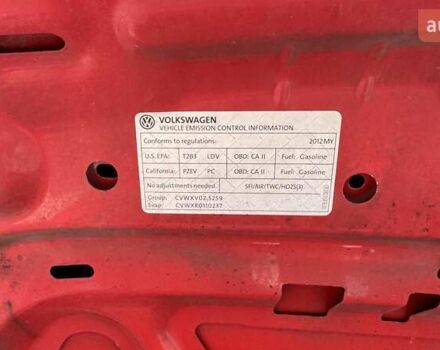 VOLKSWAGEN
VEHICLE EMISSION CONTROL INFORMATION
Conforms to regulations: 2012 MY
U.S. EPA: T2B3 LDV OBD: CA II Fuel: Gasoline
California: PZEV PC OBD: CA II Fuel: Gasoline
No adjustments needed. SFI/AIR/TWC/HO2S(3)
Group: CVWXV02.5259
Evap: CVWXR0110237